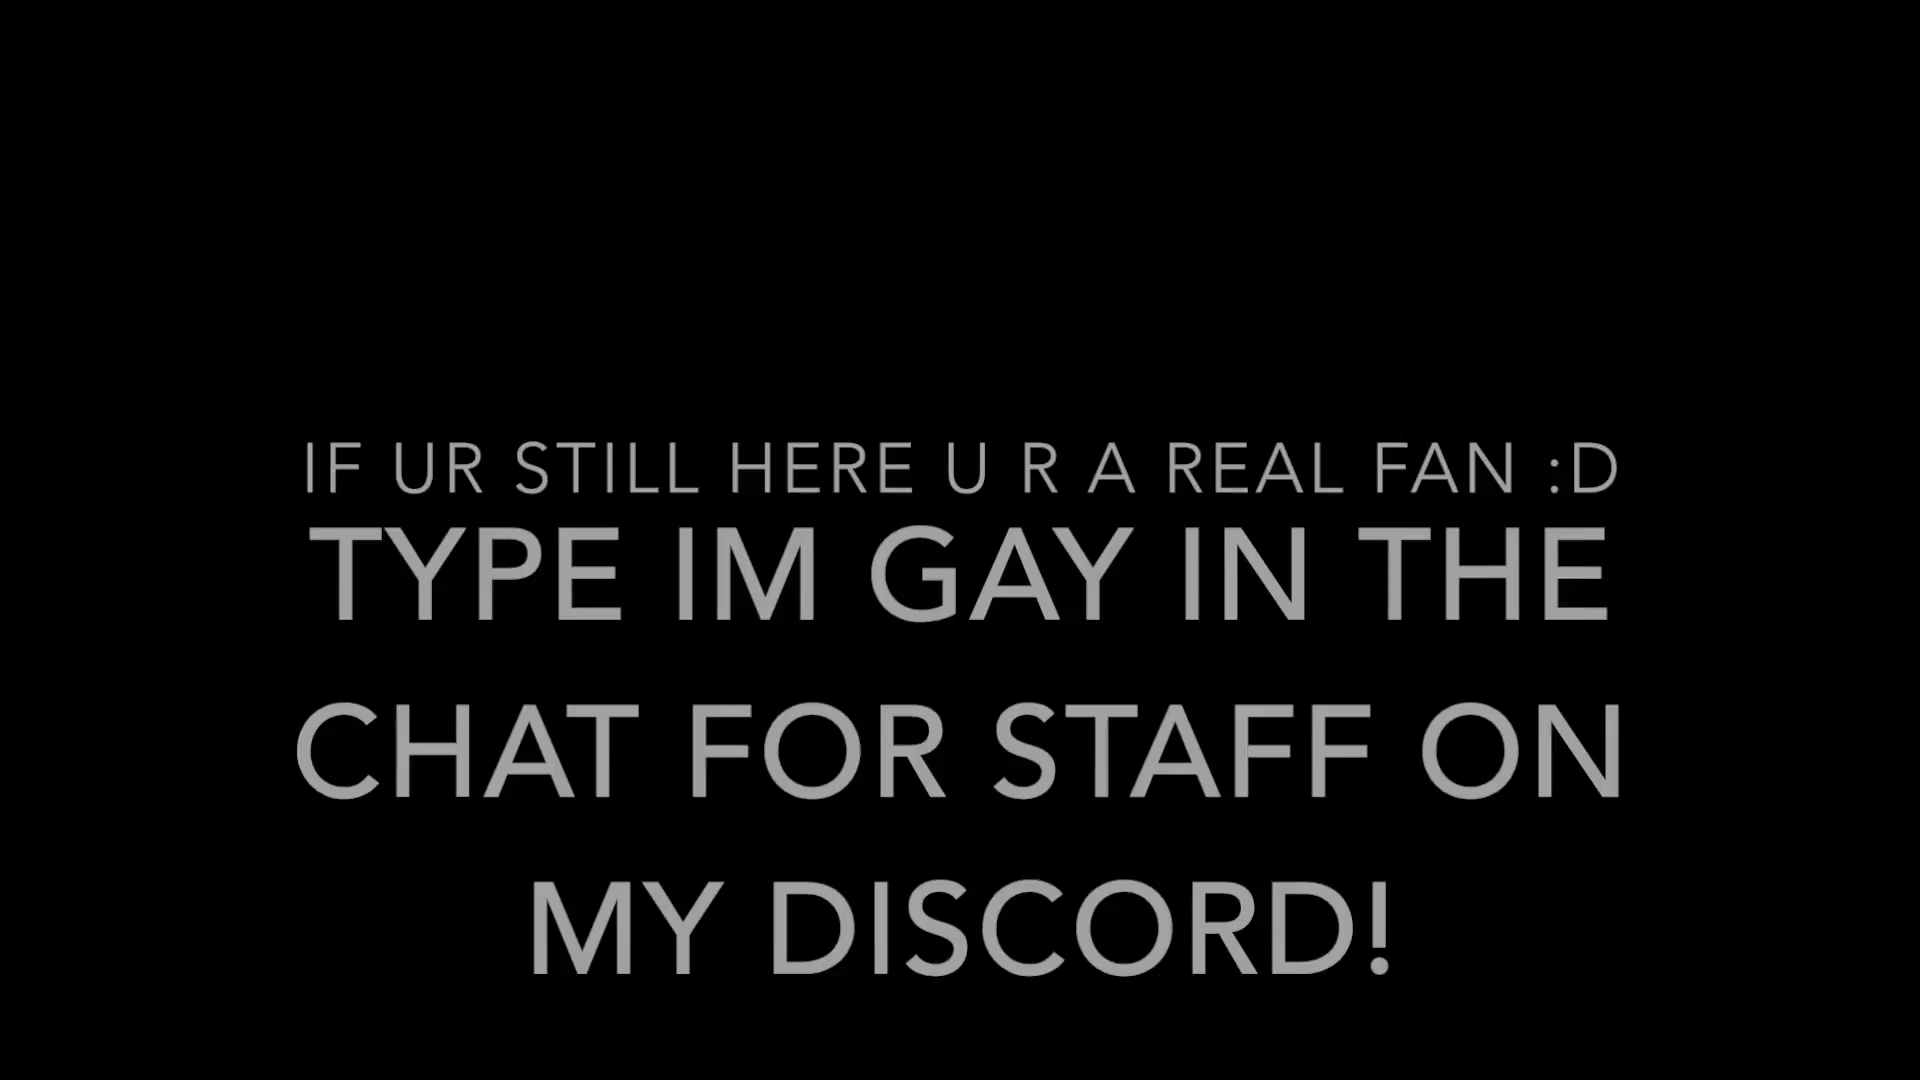 IF UR STILL HERE U R A REAL FAN :D
TYPE IM GAY IN THE
CHAT FOR STAFF ON
MY DISCORD!